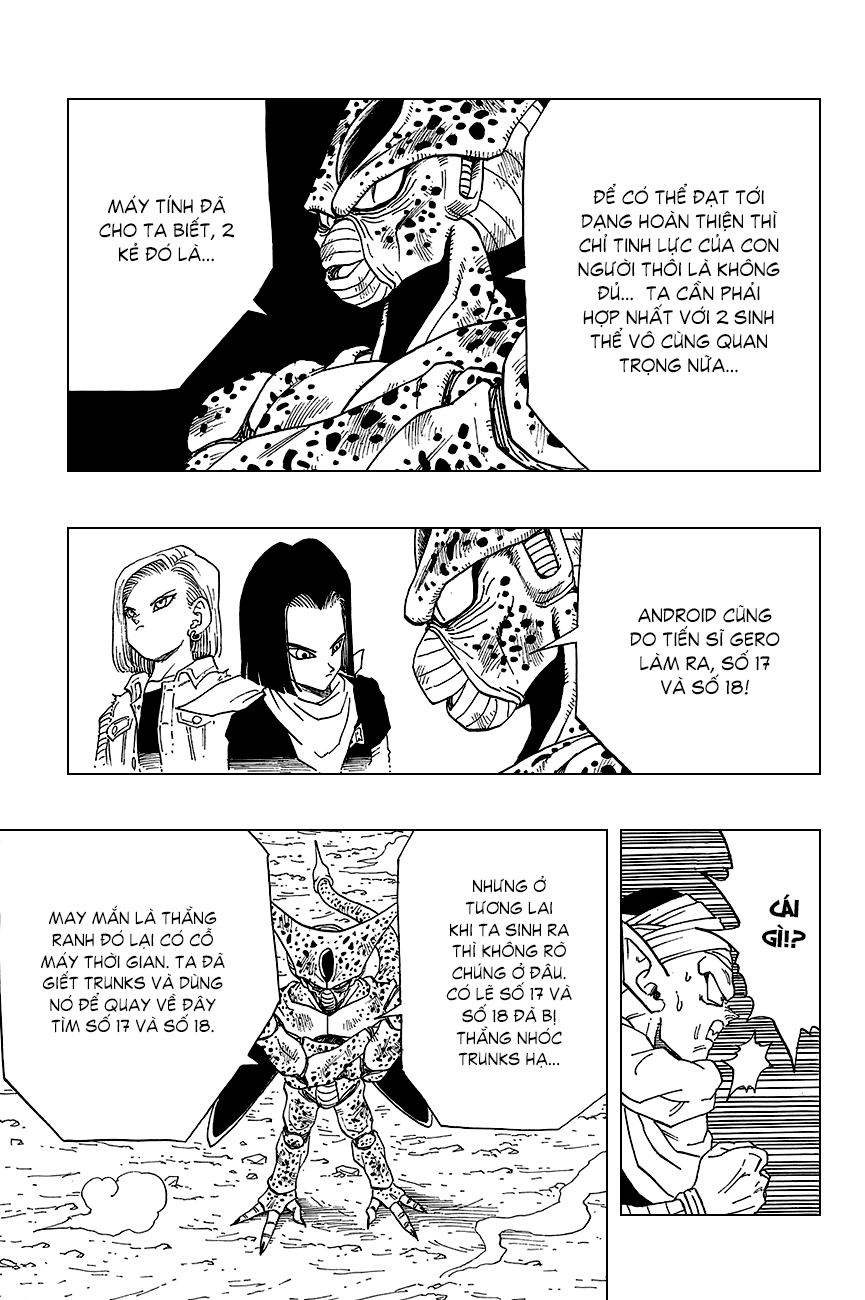 ĐỂ CÓ THỂ ĐẠT TỚI
DẠNG HOÀN THIỆN THÌ
CHỈ TINH LỰC CỦA CON
NGƯỜI THÔI LÀ KHÔNG
ĐỦ... TA CẦN PHẢI
HỢP NHẤT VỚI 2 SINH
THỂ VÔ CÙNG QUAN
TRỌNG NỮA...
MÁY TÍNH ĐÃ
CHO TA BIẾT, 2
KẺ ĐÓ LÀ...
ANDROID CŨNG
DO TIẾN SĨ GERO
LÀM RA, SỐ 17
VÀ SỐ 18!
CÁI
GÌ!?
NHƯNG Ở
TƯƠNG LAI
KHI TA SINH RA
THÌ KHÔNG RÕ
CHÚNG Ở ĐÂU.
CÓ LẼ SỐ 17 VÀ
SỐ 18 ĐÃ BỊ
THẰNG NHÓC
TRUNKS HẠ...
MAY MẮN LÀ THẰNG
RANH ĐÓ LẠI CÓ CỖ
MÁY THỜI GIAN. TA ĐÃ
GIẾT TRUNKS VÀ DÙNG
NÓ ĐỂ QUAY VỀ ĐÂY
TÌM SỐ 17 VÀ SỐ 18.